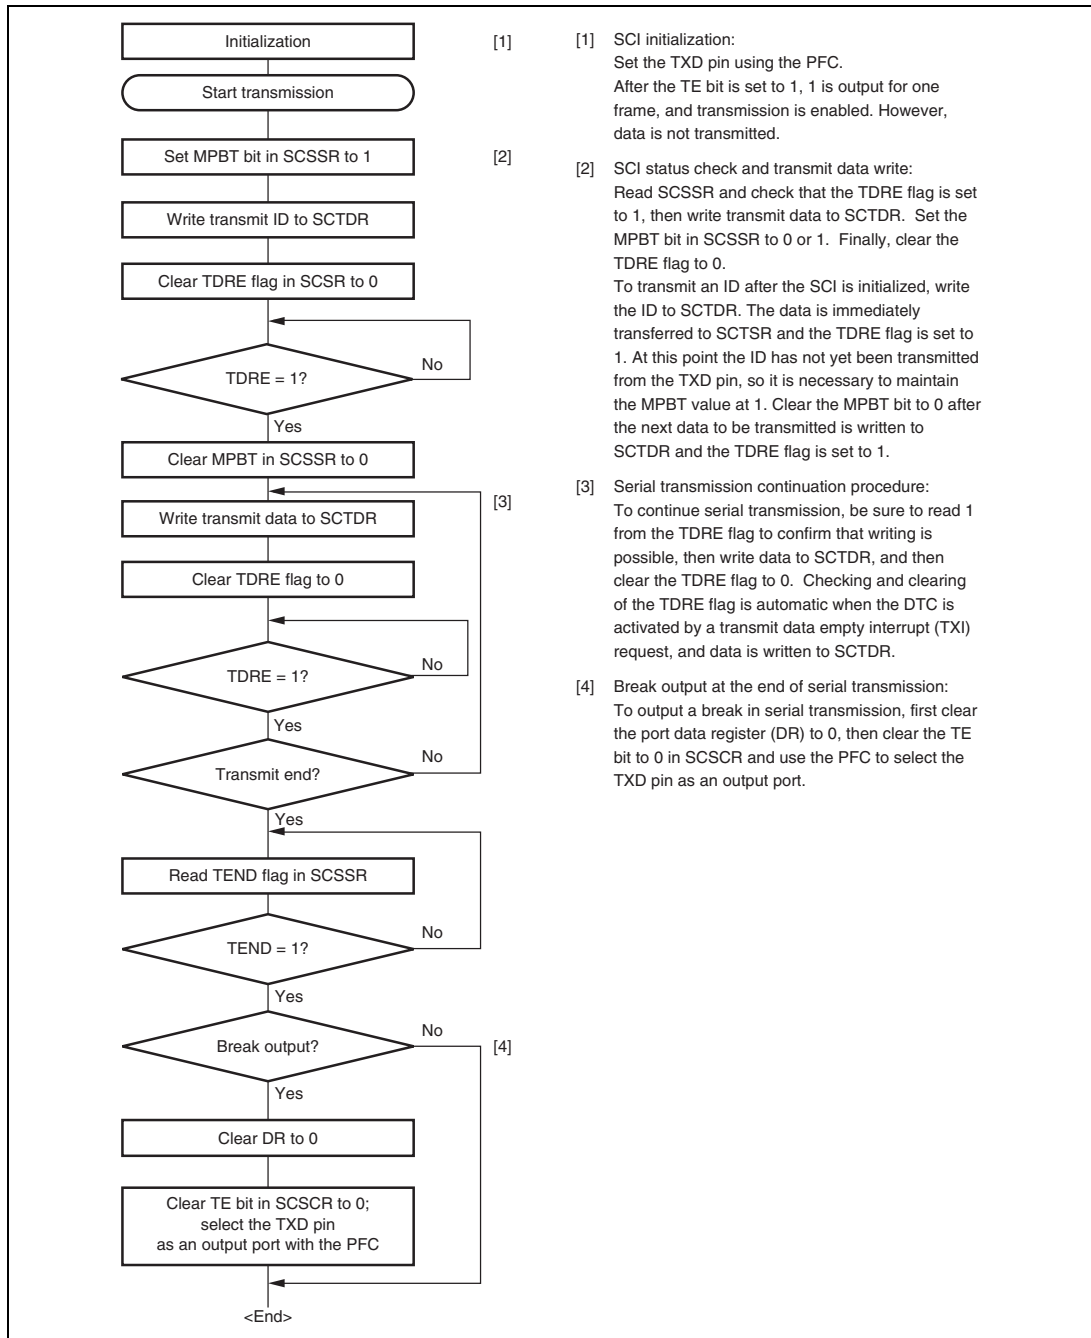 Initialization
[1]
Start transmission
Set MPBT bit in SCSSR to 1
[2]
Write transmit ID to SCTDR
Clear TDRE flag in SCSR to 0
TDRE = 1?
No
Yes
Clear MPBT in SCSSR to 0
[3]
Write transmit data to SCTDR
Clear TDRE flag to 0
TDRE = 1?
No
Yes
Transmit end?
No
Yes
Read TEND flag in SCSSR
TEND = 1?
No
Yes
Break output?
No
[4]
Yes
Clear DR to 0
Clear TE bit in SCSCR to 0;
select the TXD pin
as an output port with the PFC
<End>
[1] SCI initialization:
Set the TXD pin using the PFC.
After the TE bit is set to 1, 1 is output for one
frame, and transmission is enabled. However,
data is not transmitted.
[2] SCI status check and transmit data write:
Read SCSSR and check that the TDRE flag is set
to 1, then write transmit data to SCTDR. Set the
MPBT bit in SCSSR to 0 or 1. Finally, clear the
TDRE flag to 0.
To transmit an ID after the SCI is initialized, write
the ID to SCTDR. The data is immediately
transferred to SCTSR and the TDRE flag is set to
1. At this point the ID has not yet been transmitted
from the TXD pin, so it is necessary to maintain
the MPBT value at 1. Clear the MPBT bit to 0 after
the next data to be transmitted is written to
SCTDR and the TDRE flag is set to 1.
[3] Serial transmission continuation procedure:
To continue serial transmission, be sure to read 1
from the TDRE flag to confirm that writing is
possible, then write data to SCTDR, and then
clear the TDRE flag to 0. Checking and clearing
of the TDRE flag is automatic when the DTC is
activated by a transmit data empty interrupt (TXI)
request, and data is written to SCTDR.
[4] Break output at the end of serial transmission:
To output a break in serial transmission, first clear
the port data register (DR) to 0, then clear the TE
bit to 0 in SCSCR and use the PFC to select the
TXD pin as an output port.